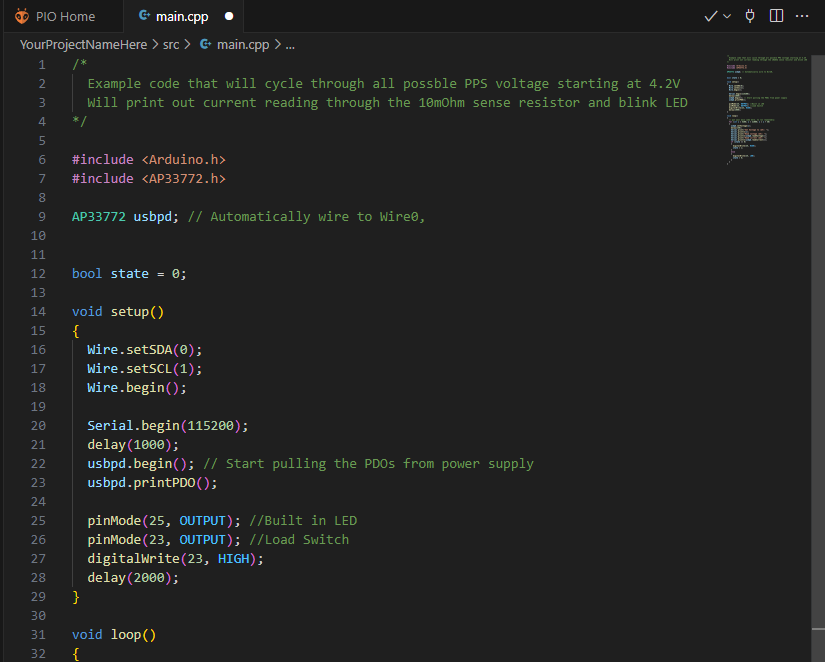 PIO Home
main.cpp
YourProjectNameHere > src > main.cpp > ...
1 /*
2 Example code that will cycle through all possble PPS voltage starting at 4.2V
3 Will print out current reading through the 10mOhm sense resistor and blink LED
4 */
5
6 #include <Arduino.h>
7 #include <AP33772.h>
8
9 AP33772 usbpd; // Automatically wire to Wire0,
10
11
12 bool state = 0;
13
14 void setup()
15 {
16 Wire.setSDA(0);
17 Wire.setSCL(1);
18 Wire.begin();
19
20 Serial.begin(115200);
21 delay(1000);
22 usbpd.begin(); // Start pulling the PDOs from power supply
23 usbpd.printPDO();
24
25 pinMode(25, OUTPUT); //Built in LED
26 pinMode(23, OUTPUT); //Load Switch
27 digitalWrite(23, HIGH);
28 delay(2000);
29 }
30
31 void loop()
32 {